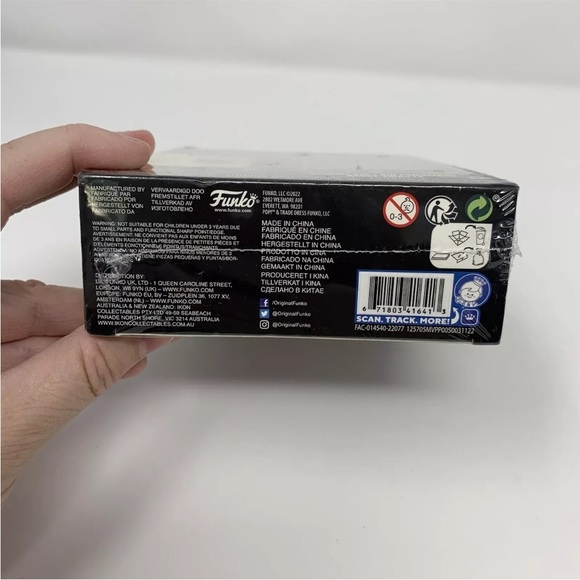 MANUFACTURED BY
FABRIQUÉ PAR
FABRICADO POR
HERGESTELLT VON
FABRICADO DA
VERVAARDIGD DOO
FREMSTILLET AFR
TILLVERKAD AV
ИЗГОТОВЛЕНО
Funko
www.funko.com
FUNKO, LLC ©2022
2802 WETMORE AVE
EVERETT, WA 98201
POP!™ & TRADE DRESS FUNKO, LLC
WARNING: NOT SUITABLE FOR CHILDREN UNDER 3 YEARS DUE
TO SMALL PARTS AND FUNCTIONAL SHARP POINT/EDGE
AVERTISSEMENT: NE CONVIENT PAS AUX ENFANTS DE MOINS
DE 3 ANS EN RAISON DE LA PRESENCE DE PETITES PIECES ET
MADE IN CHINA
FABRIQUÉ EN CHINE
FABRICADO EN CHINA
HERGESTELLT IN CHINA
PRODOTTO IN CINA
FABRICADO NA CHINA
GEMAAKT IN CHINA
PRODUCERET I KINA
TILLVERKAT I KINA
СДЕЛАНО В КИТАЕ
BY:
FUNKO UK, LTD - 1 QUEEN CAROLINE STREET,
LONDON, W6 9YN (UK) – WWW.FUNKO.COM
EUROPE: FUNKO EU, BV – ZUIDPLEIN 36, 1077 XV,
AMSTERDAM (NL) – WWW.FUNKO.COM
AUSTRALIA & NEW ZEALAND: IKON
COLLECTABLES PTY LTD 49-59 SEABEACH
PARADE NORTH SHORE, VIC 3214 AUSTRALIA
WWW.IKONCOLLECTABLES.COM.AU
/OriginalFunko
@OriginalFunko
@OriginalFunko
0-3
6 71803 41641 3
SCAN. TRACK. MORE!
FAC-014540-22077 125705MVPP00S0031122